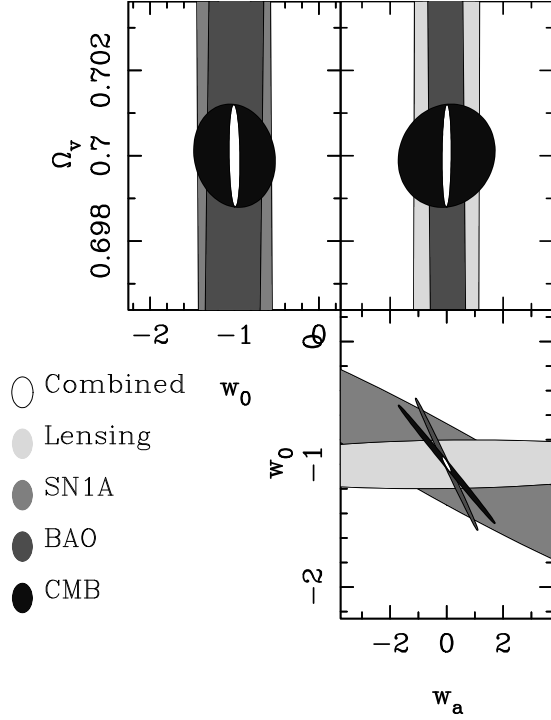 0.702
0.7
0.698
Ω_v
−2 −1 0
w_0
0
−1
−2
w_0
−2 0 2
w_a
Combined
Lensing
SN1A
BAO
CMB